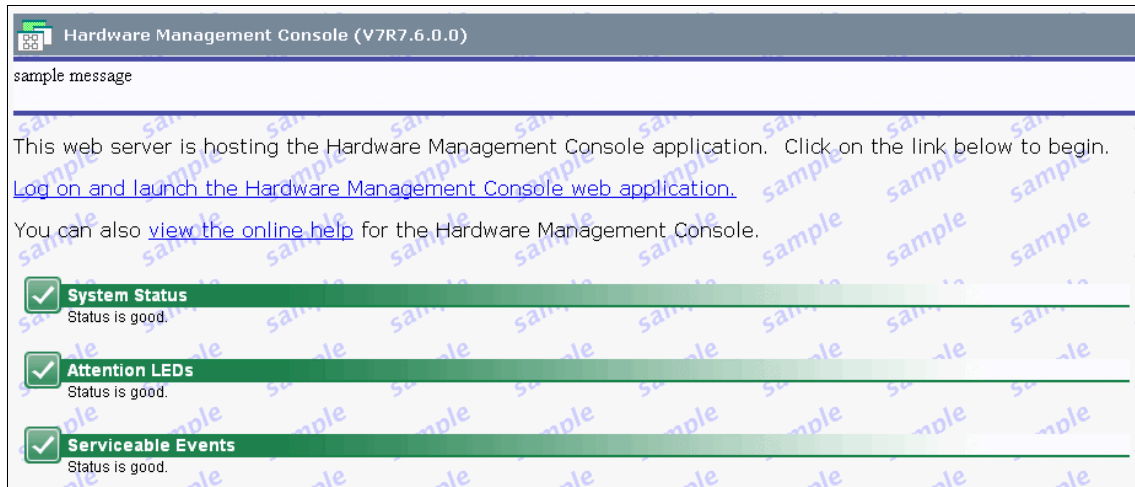 Hardware Management Console (V7R7.6.0.0)
sample message
This web server is hosting the Hardware Management Console application. Click on the link below to begin.
Log on and launch the Hardware Management Console web application.
You can also view the online help for the Hardware Management Console.
System Status
Status is good.
Attention LEDs
Status is good.
Serviceable Events
Status is good.